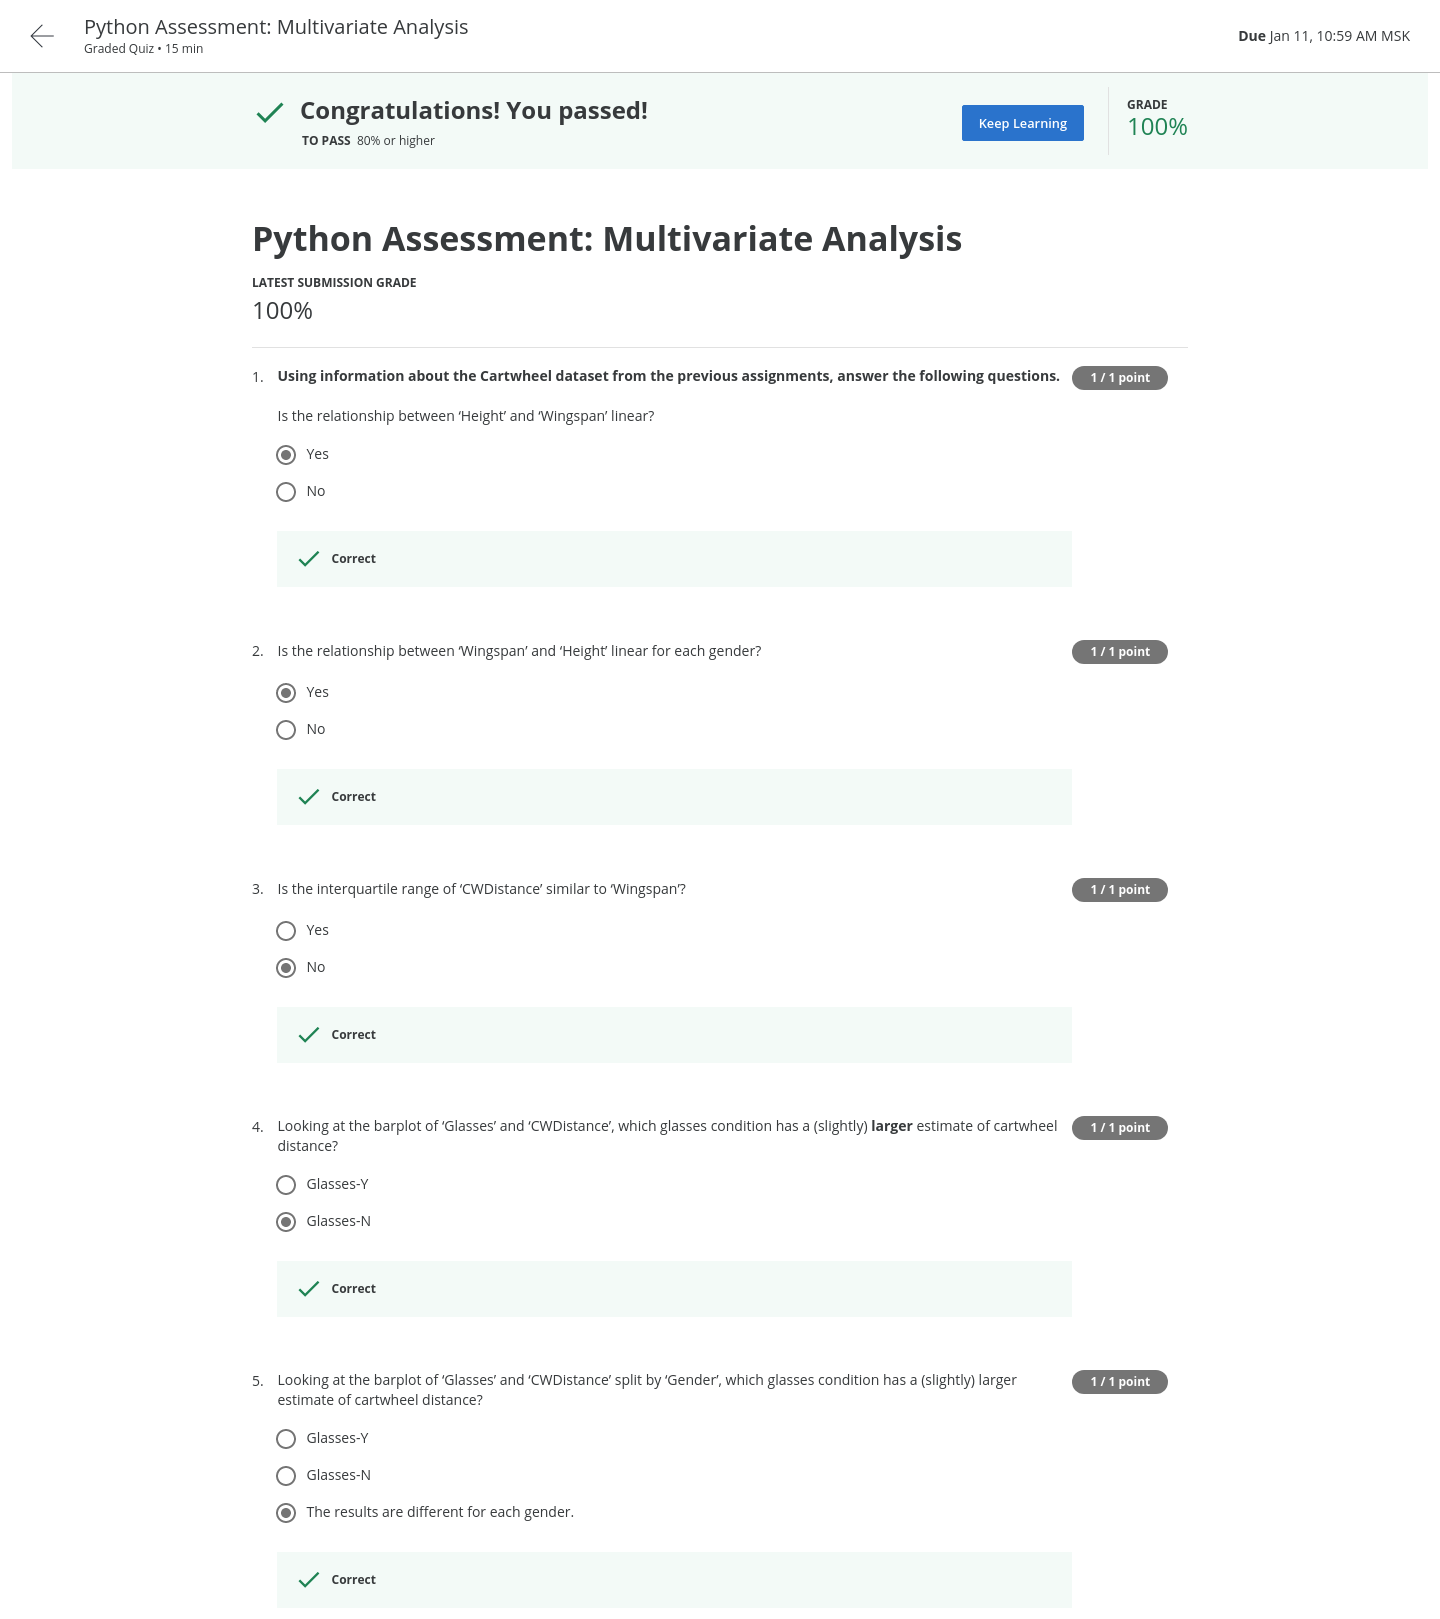 Python Assessment: Multivariate Analysis
Graded Quiz • 15 min
Due Jan 11, 10:59 AM MSK
Congratulations! You passed!
TO PASS 80% or higher
Keep Learning
GRADE
100%
Python Assessment: Multivariate Analysis
LATEST SUBMISSION GRADE
100%
1. Using information about the Cartwheel dataset from the previous assignments, answer the following questions.
1 / 1 point
Is the relationship between ‘Height’ and ‘Wingspan’ linear?
Yes
No
Correct
2. Is the relationship between ‘Wingspan’ and ‘Height’ linear for each gender?
1 / 1 point
Yes
No
Correct
3. Is the interquartile range of ‘CWDistance’ similar to ‘Wingspan’?
1 / 1 point
Yes
No
Correct
4. Looking at the barplot of ‘Glasses’ and ‘CWDistance’, which glasses condition has a (slightly) larger estimate of cartwheel
distance?
1 / 1 point
Glasses-Y
Glasses-N
Correct
5. Looking at the barplot of ‘Glasses’ and ‘CWDistance’ split by ‘Gender’, which glasses condition has a (slightly) larger
estimate of cartwheel distance?
1 / 1 point
Glasses-Y
Glasses-N
The results are different for each gender.
Correct